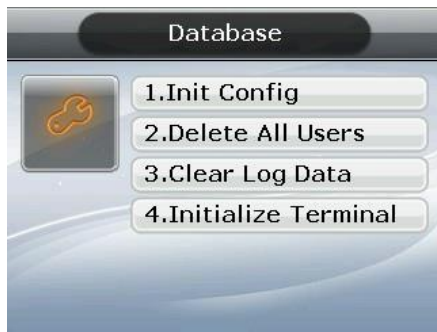 Database
1.Init Config
2.Delete All Users
3.Clear Log Data
4.Initialize Terminal